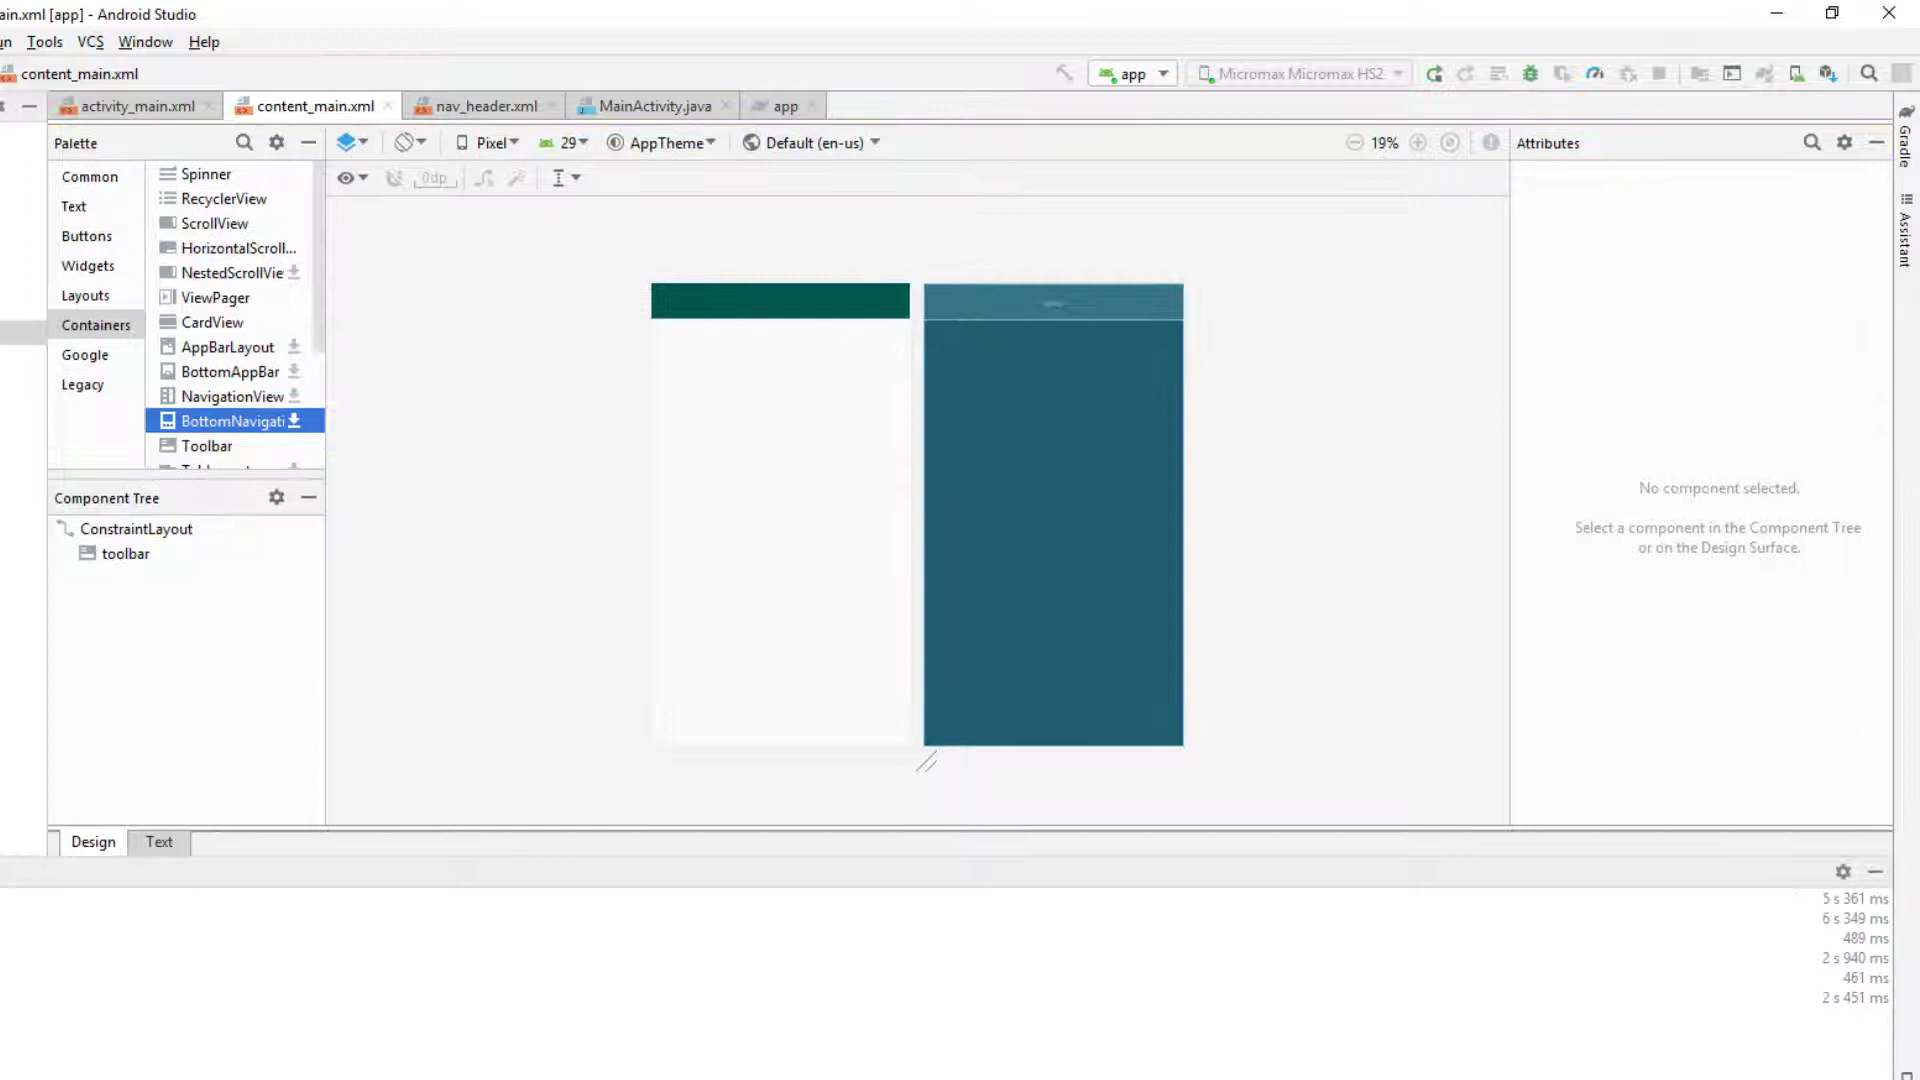 ain.xml [app] - Android Studio
un Tools VCS Window Help
content_main.xml
app
Micromax Micromax HS2
activity_main.xml
content_main.xml
nav_header.xml
MainActivity.java
app
Palette
Pixel
29
AppTheme
Default (en-us)
19%
Attributes
Gradle
Assistant
0dp
Common
Text
Buttons
Widgets
Layouts
Containers
Google
Legacy
Spinner
RecyclerView
ScrollView
HorizontalScroll...
NestedScrollVie
ViewPager
CardView
AppBarLayout
BottomAppBar
NavigationView
BottomNavigati
Toolbar
Component Tree
ConstraintLayout
toolbar
No component selected.
Select a component in the Component Tree
or on the Design Surface.
Design
Text
5 s 361 ms
6 s 349 ms
489 ms
2 s 940 ms
461 ms
2 s 451 ms